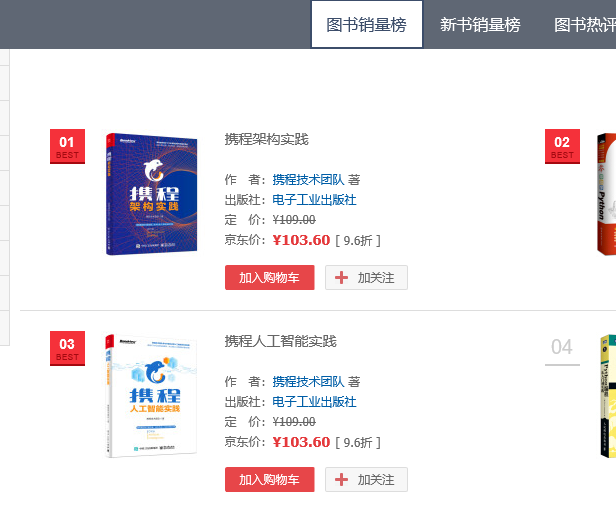 图书销量榜 新书销量榜 图书热评
01
BEST
携程
架构实践
携程架构实践
作 者：携程技术团队 著
出版社：电子工业出版社
定 价：¥109.00
京东价：¥103.60 [ 9.6折 ]
加入购物车 加关注
02
BEST
Python
03
BEST
携程
人工智能实践
携程人工智能实践
作 者：携程技术团队 著
出版社：电子工业出版社
定 价：¥109.00
京东价：¥103.60 [ 9.6折 ]
加入购物车 加关注
04